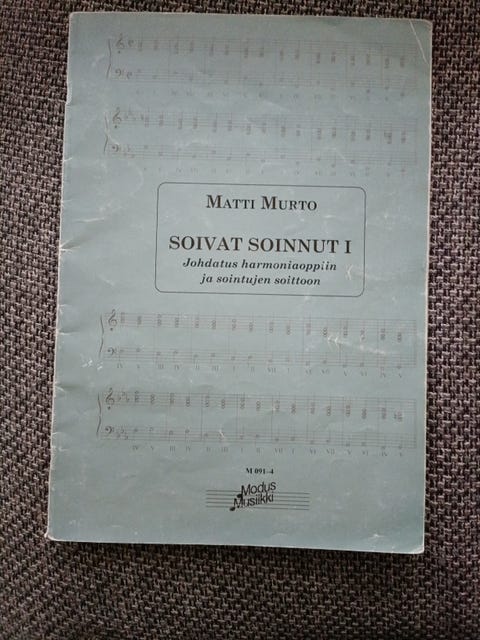 MATTI MURTO
SOIVAT SOINNUT I
Johdatus harmoniaoppiin
ja sointujen soittoon
M 091-4
Modus
Musiikki